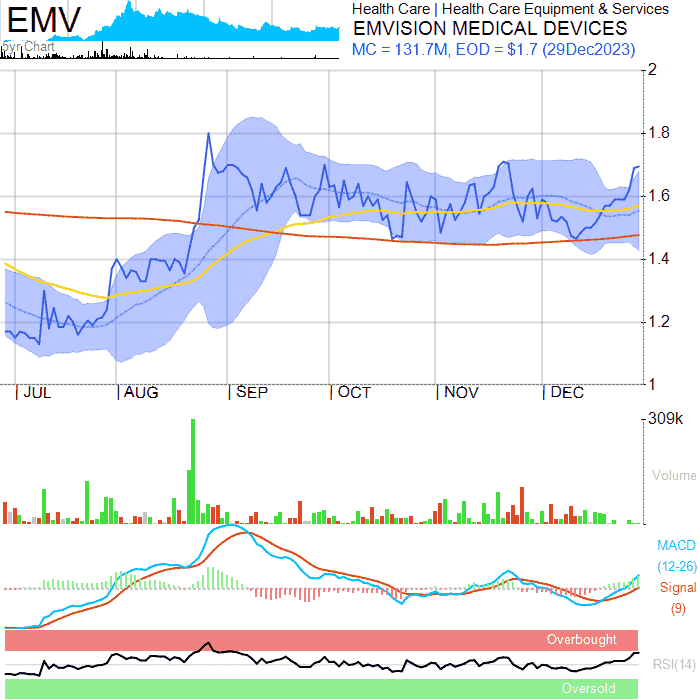 EMV
5yr Chart
Health Care | Health Care Equipment & Services
EMVISION MEDICAL DEVICES
MC = 131.7M, EOD = $1.7 (29Dec2023)
2
1.8
1.6
1.4
1.2
1
JUL AUG SEP OCT NOV DEC
309k
Volume
MACD
(12-26)
Signal
(9)
Overbought
RSI(14)
Oversold